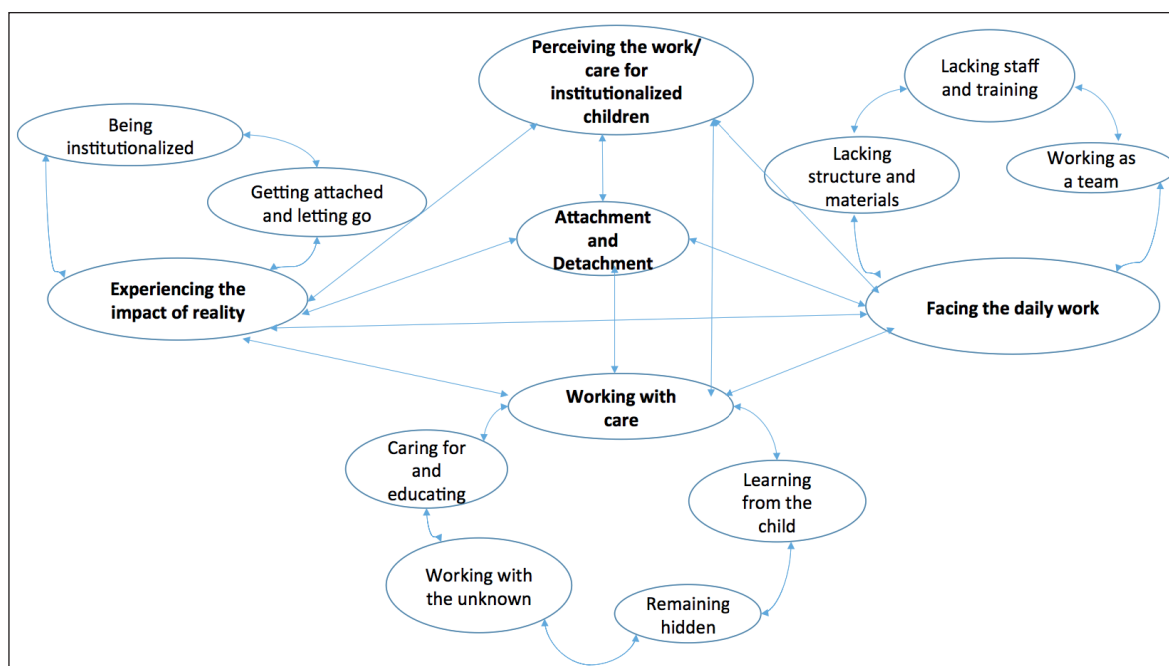 Perceiving the work/
care for
institutionalized
children
Lacking staff
and training
Being
institutionalized
Lacking
structure and
materials
Working as
a team
Getting attached
and letting go
Attachment
and
Detachment
Experiencing the
impact of reality
Facing the daily work
Working with
care
Caring for
and
educating
Learning
from the
child
Working with
the unknown
Remaining
hidden